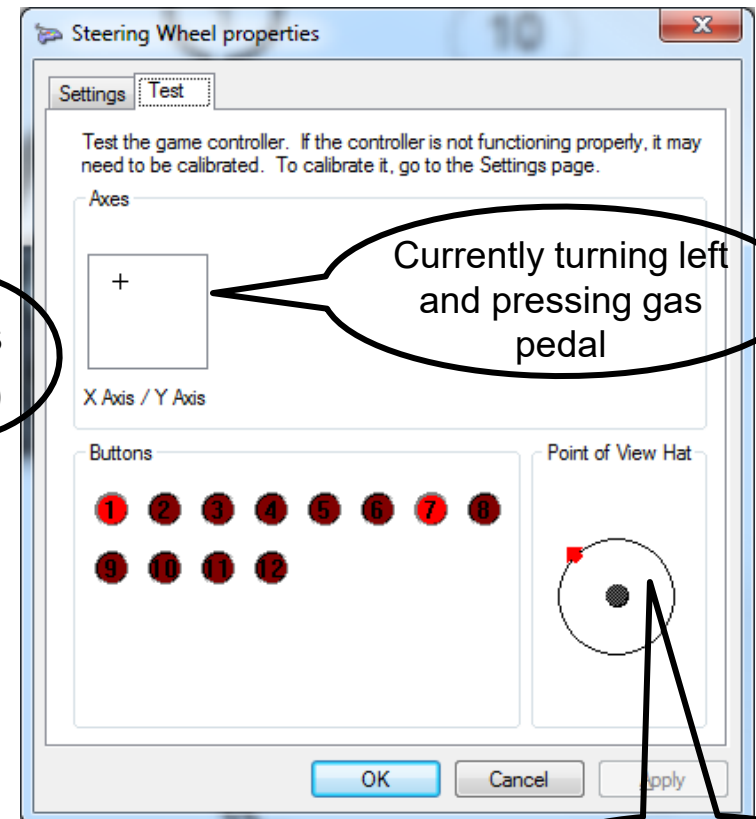 Steering Wheel properties
10
Settings Test
Test the game controller. If the controller is not functioning properly, it may
need to be calibrated. To calibrate it, go to the Settings page.
Axes
Currently turning left
and pressing gas
pedal
X Axis / Y Axis
Buttons
Point of View Hat
1 2 3 4 5 6 7 8
9 10 11 12
OK Cancel Apply